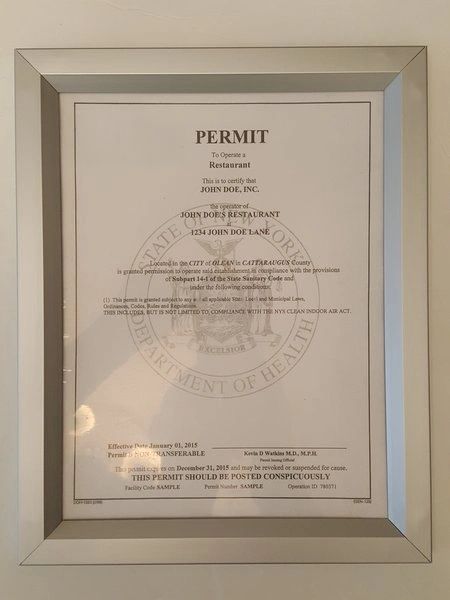 PERMIT
To Operate a
Restaurant
This is to certify that
JOHN DOE, INC.
the operator of
JOHN DOE'S RESTAURANT
at
1234 JOHN DOE LANE
Located in the CITY of OLEAN in CATTARAUGUS County
is granted permission to operate said establishment in compliance with the provisions
of Subpart 14-1 of the State Sanitary Code and
under the following conditions:
(1) This permit is granted subject to any and all applicable State, Local and Municipal Laws,
Ordinances, Codes, Rules and Regulations.
THIS INCLUDES, BUT IS NOT LIMITED TO, COMPLIANCE WITH THE NYS CLEAN INDOOR AIR ACT.
STATE OF NEW YORK
EXCELSIOR
DEPARTMENT OF HEALTH
Effective Date January 01, 2015
Permit is NON-TRANSFERABLE
Kevin D Watkins M.D., M.P.H.
Permit Issuing Official
This permit expires on December 31, 2015 and may be revoked or suspended for cause.
THIS PERMIT SHOULD BE POSTED CONSPICUOUSLY
Facility Code SAMPLE Permit Number SAMPLE Operation ID 780571